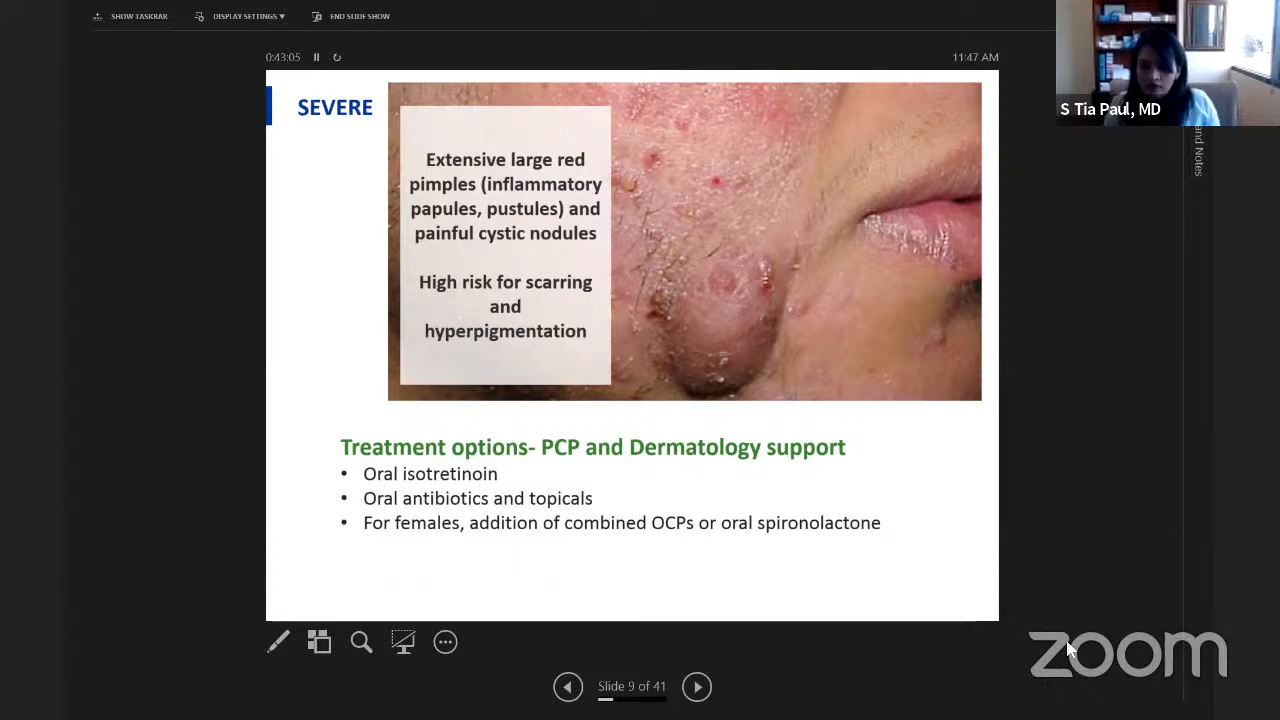 SHOW TASKBAR
DISPLAY SETTINGS ▼
END SLIDE SHOW
0:43:05
11:47 AM
S Tia Paul, MD
and Notes
SEVERE
Extensive large red
pimples (inflammatory
papules, pustules) and
painful cystic nodules
High risk for scarring
and
hyperpigmentation
Treatment options- PCP and Dermatology support
• Oral isotretinoin
• Oral antibiotics and topicals
• For females, addition of combined OCPs or oral spironolactone
Slide 9 of 41
zoom